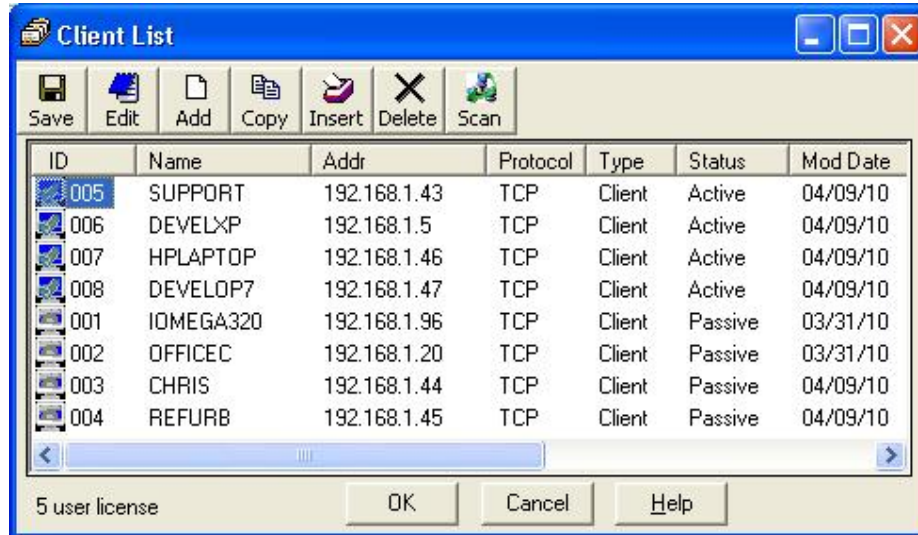 Client List
Save Edit Add Copy Insert Delete Scan
ID Name Addr Protocol Type Status Mod Date
005 SUPPORT 192.168.1.43 TCP Client Active 04/09/10
006 DEVELXP 192.168.1.5 TCP Client Active 04/09/10
007 HPLAPTOP 192.168.1.46 TCP Client Active 04/09/10
008 DEVELOP7 192.168.1.47 TCP Client Active 04/09/10
001 IOMEGA320 192.168.1.96 TCP Client Passive 03/31/10
002 OFFICEC 192.168.1.20 TCP Client Passive 03/31/10
003 CHRIS 192.168.1.44 TCP Client Passive 04/09/10
004 REFURB 192.168.1.45 TCP Client Passive 04/09/10
5 user license OK Cancel Help